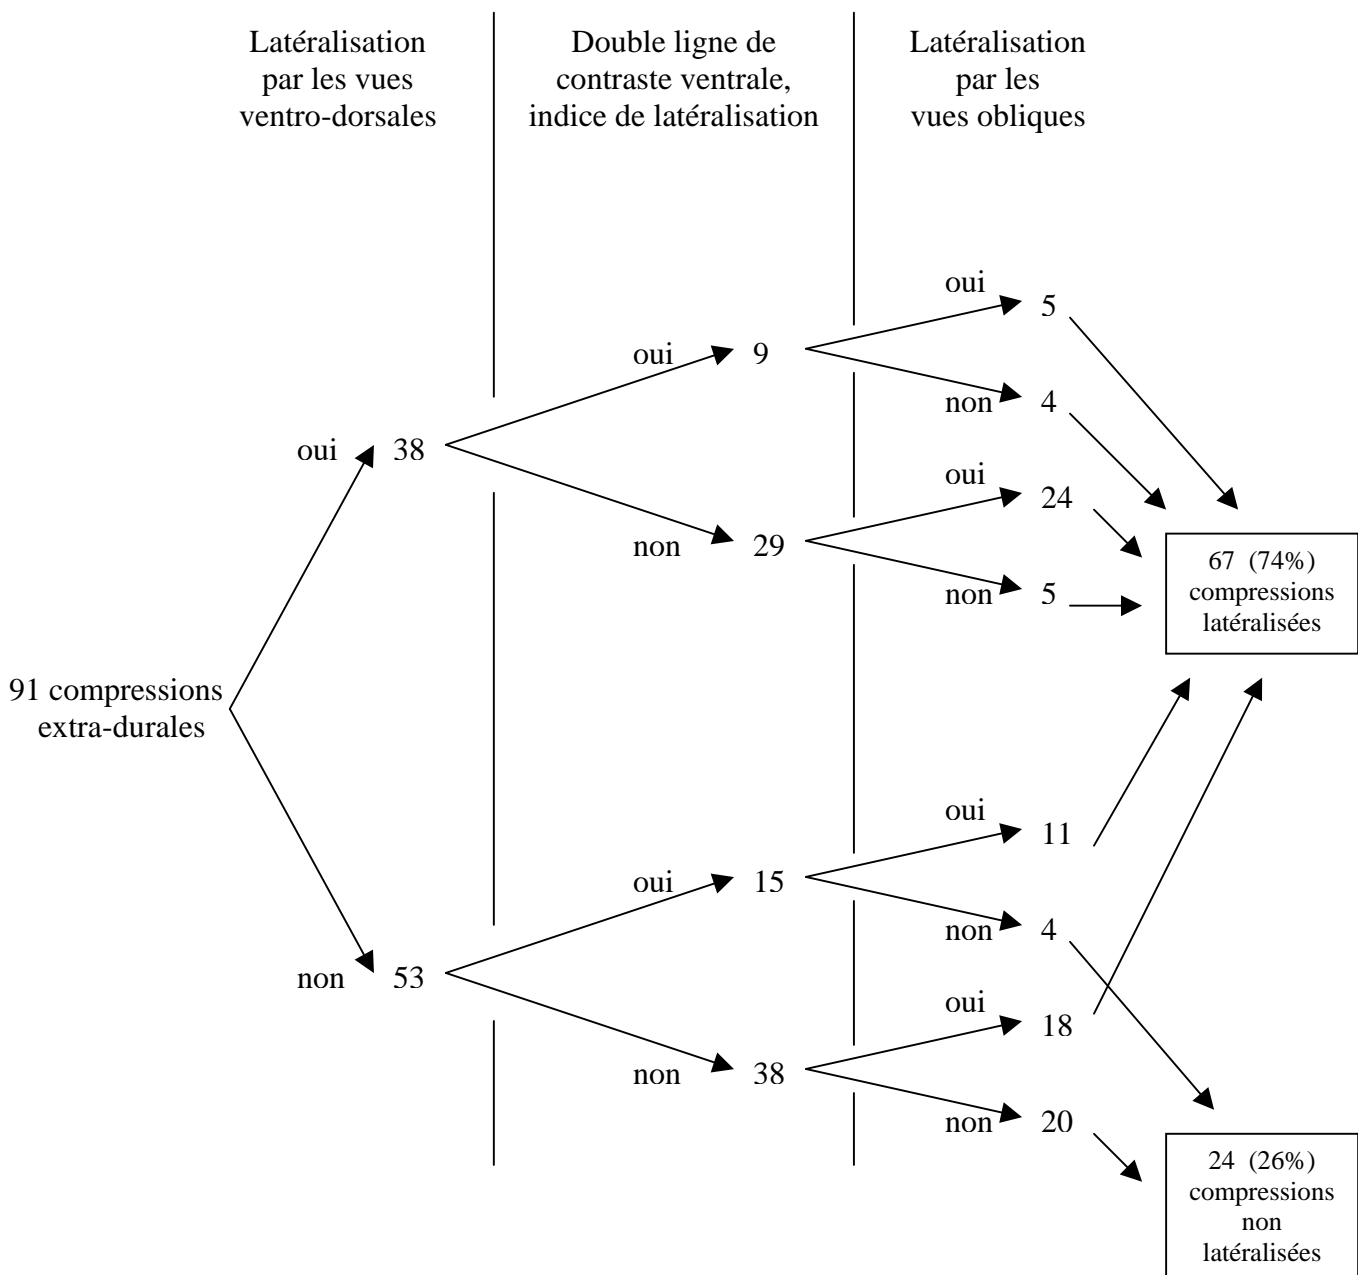 Latéralisation
par les vues
ventro-dorsales
Double ligne de
contraste ventrale,
indice de latéralisation
Latéralisation
par les
vues obliques
91 compressions
extra-durales
oui 38
non 53
oui 9
non 29
oui 15
non 38
oui 5
non 4
oui 24
non 5
oui 11
non 4
oui 18
non 20
67 (74%)
compressions
latéralisées
24 (26%)
compressions
non
latéralisées